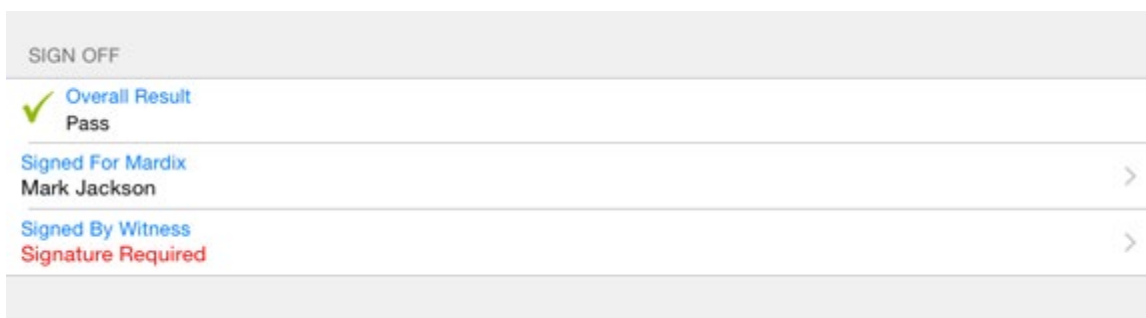 SIGN OFF
Overall Result
Pass
Signed For Mardix
Mark Jackson
Signed By Witness
Signature Required